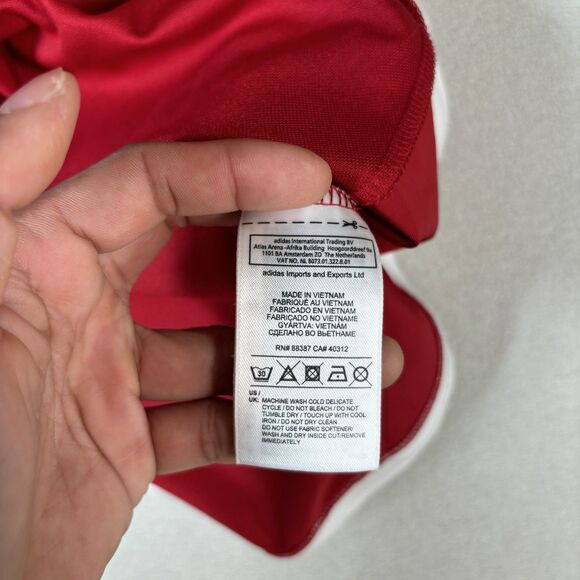 adidas International Trading BV
Atlas Arena -Afrika Building Hoogoorddreef 9a
1101 BA Amsterdam ZO The Netherlands
VAT NO. NL 8073.01.322.B.01
adidas Imports and Exports Ltd
MADE IN VIETNAM
FABRIQUÉ AU VIETNAM
FABRICADO EN VIETNAM
FABRICADO NO VIETNAME
GYÁRTVA: VIETNÁM
СДЕЛАНО ВО ВЬЕТНАМЕ
RN# 88387 CA# 40312
30
US /
UK: MACHINE WASH COLD DELICATE
CYCLE / DO NOT BLEACH / DO NOT
TUMBLE DRY / TOUCH UP WITH COOL
IRON / DO NOT DRY CLEAN
DO NOT USE FABRIC SOFTENER/
WASH AND DRY INSIDE OUT/REMOVE
IMMEDIATELY